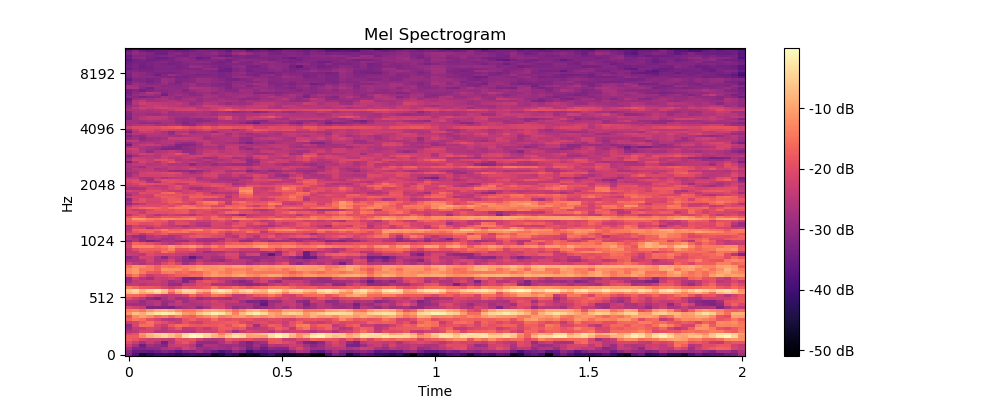 Mel Spectrogram
Hz
8192
4096
2048
1024
512
0
0 0.5 1 1.5 2
Time
-10 dB
-20 dB
-30 dB
-40 dB
-50 dB